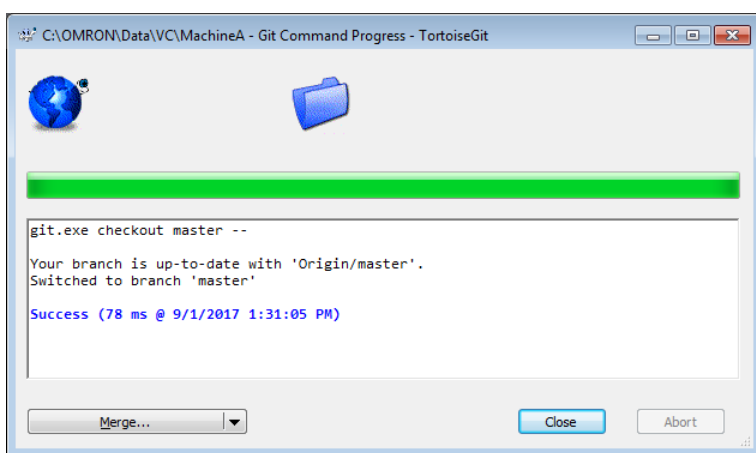 C:\OMRON\Data\VC\MachineA - Git Command Progress - TortoiseGit
git.exe checkout master --
Your branch is up-to-date with 'Origin/master'.
Switched to branch 'master'
Success (78 ms @ 9/1/2017 1:31:05 PM)
Merge...
Close
Abort